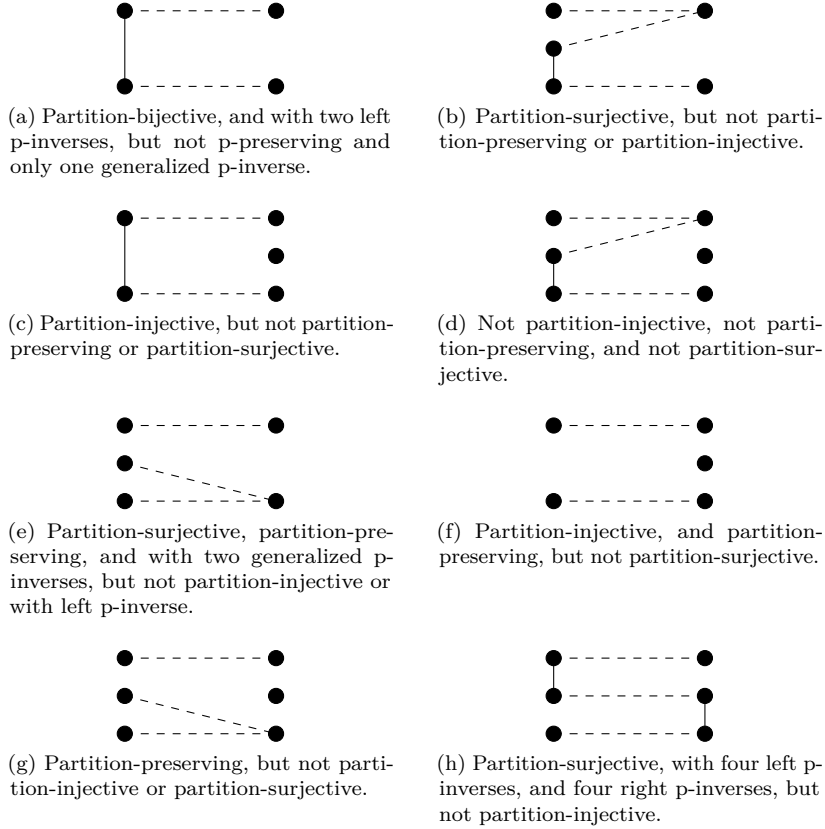 (a) Partition-bijective, and with two left
p-inverses, but not p-preserving and
only one generalized p-inverse.
(b) Partition-surjective, but not parti-
tion-preserving or partition-injective.
(c) Partition-injective, but not partition-
preserving or partition-surjective.
(d) Not partition-injective, not parti-
tion-preserving, and not partition-sur-
jective.
(e) Partition-surjective, partition-pre-
serving, and with two generalized p-
inverses, but not partition-injective or
with left p-inverse.
(f) Partition-injective, and partition-
preserving, but not partition-surjective.
(g) Partition-preserving, but not parti-
tion-injective or partition-surjective.
(h) Partition-surjective, with four left p-
inverses, and four right p-inverses, but
not partition-injective.